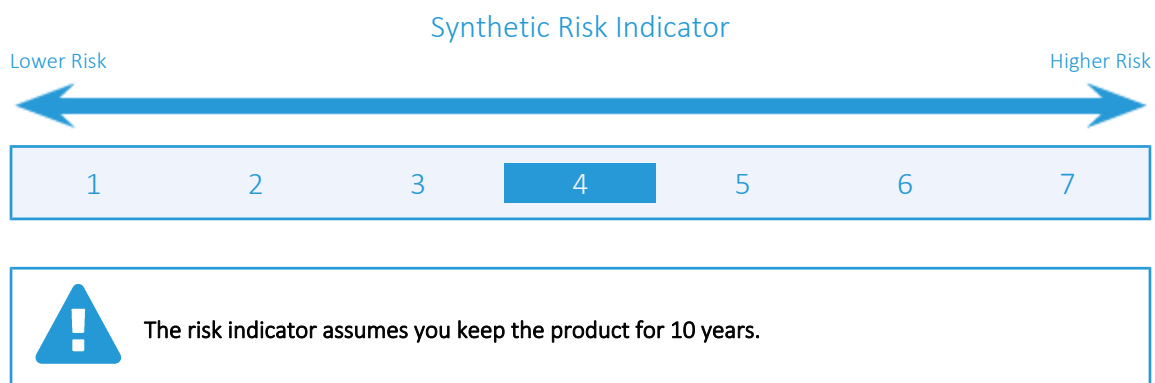 Synthetic Risk Indicator
Lower Risk Higher Risk
1 2 3 4 5 6 7
The risk indicator assumes you keep the product for 10 years.